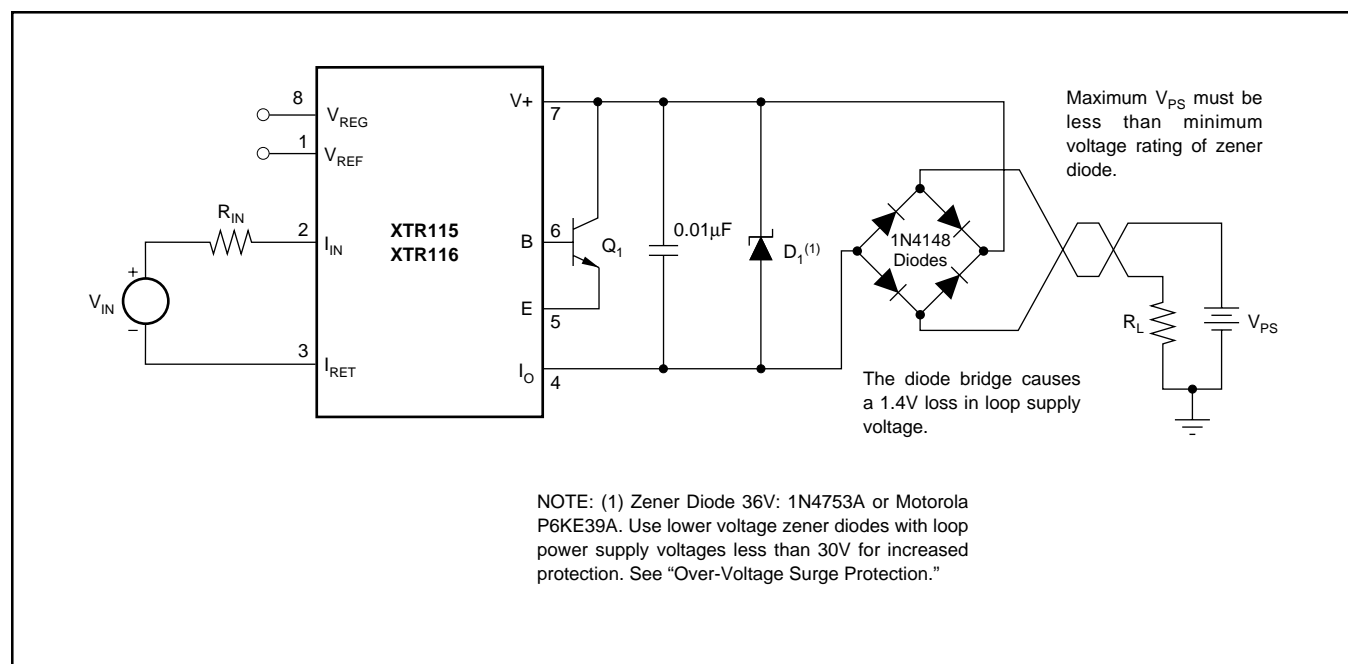 8
V_REG
1
V_REF
R_IN
2
I_IN
+
V_IN
−
3
I_RET
XTR115
XTR116
V+
7
B
6
Q_1
E
5
I_O
4
0.01μF
D_1^(1)
1N4148
Diodes
Maximum V_PS must be
less than minimum
voltage rating of zener
diode.
R_L
V_PS
The diode bridge causes
a 1.4V loss in loop supply
voltage.
NOTE: (1) Zener Diode 36V: 1N4753A or Motorola
P6KE39A. Use lower voltage zener diodes with loop
power supply voltages less than 30V for increased
protection. See “Over-Voltage Surge Protection.”